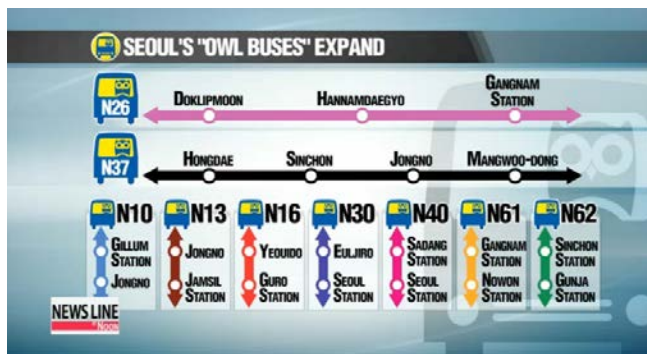 SEOUL'S "OWL BUSES" EXPAND
N26
DOKLIPMOON
HANNAMDAEGYO
GANGNAM
STATION
N37
HONGDAE
SINCHON
JONGNO
MANGWOO-DONG
N10
GILLUM
STATION
JONGNO
N13
JONGNO
JAMSIL
STATION
N16
YEOUIDO
GURO
STATION
N30
EULJIRO
SEOUL
STATION
N40
SADANG
STATION
SEOUL
STATION
N61
GANGNAM
STATION
NOWON
STATION
N62
SINCHON
STATION
GUNJA
STATION
NEWS LINE
at NOON